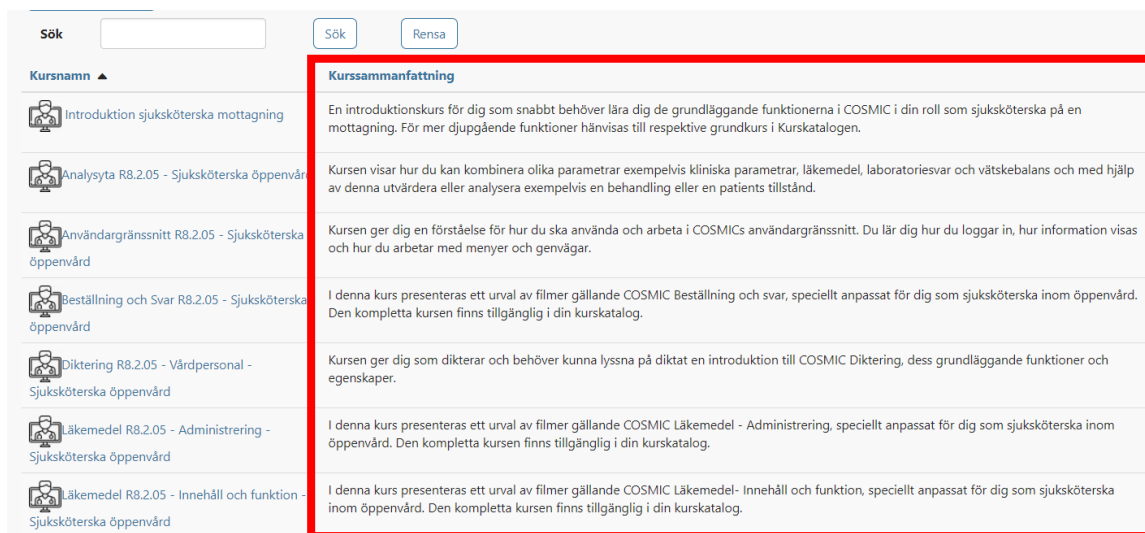 Sök
Sök
Rensa
Kursnamn
Kurssammanfattning
Introduktion sjuksköterska mottagning
En introduktionskurs för dig som snabbt behöver lära dig de grundläggande funktionerna i COSMIC i din roll som sjuksköterska på en
mottagning. För mer djupgående funktioner hänvisas till respektive grundkurs i Kurskatalogen.
Analysyta R8.2.05 - Sjuksköterska öppenvård
Kursen visar hur du kan kombinera olika parametrar exempelvis kliniska parametrar, läkemedel, laboratoriesvar och vätskebalans och med hjälp
av denna utvärdera eller analysera exempelvis en behandling eller en patients tillstånd.
Användargränssnitt R8.2.05 - Sjuksköterska
öppenvård
Kursen ger dig en förståelse för hur du ska använda och arbeta i COSMICs användargränssnitt. Du lär dig hur du loggar in, hur information visas
och hur du arbetar med menyer och genvägar.
Beställning och Svar R8.2.05 - Sjuksköterska
öppenvård
I denna kurs presenteras ett urval av filmer gällande COSMIC Beställning och svar, speciellt anpassat för dig som sjuksköterska inom öppenvård.
Den kompletta kursen finns tillgänglig i din kurskatalog.
Diktering R8.2.05 - Vårdpersonal -
Sjuksköterska öppenvård
Kursen ger dig som dikterar och behöver kunna lyssna på diktat en introduktion till COSMIC Diktering, dess grundläggande funktioner och
egenskaper.
Läkemedel R8.2.05 - Administrering -
Sjuksköterska öppenvård
I denna kurs presenteras ett urval av filmer gällande COSMIC Läkemedel - Administrering, speciellt anpassat för dig som sjuksköterska inom
öppenvård. Den kompletta kursen finns tillgänglig i din kurskatalog.
Läkemedel R8.2.05 - Innehåll och funktion -
Sjuksköterska öppenvård
I denna kurs presenteras ett urval av filmer gällande COSMIC Läkemedel- Innehåll och funktion, speciellt anpassat för dig som sjuksköterska
inom öppenvård. Den kompletta kursen finns tillgänglig i din kurskatalog.